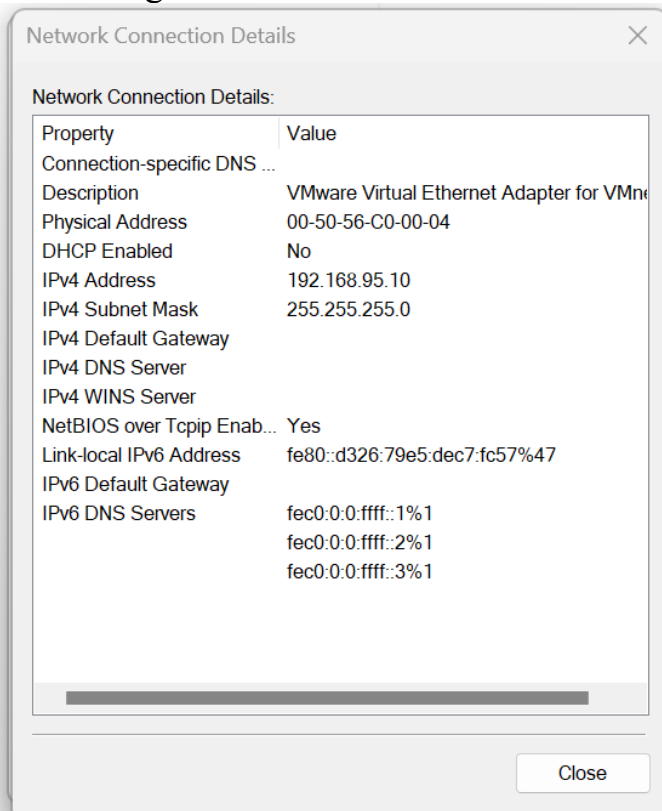 Network Connection Details
Network Connection Details:
Property Value
Connection-specific DNS ...
Description VMware Virtual Ethernet Adapter for VMn
Physical Address 00-50-56-C0-00-04
DHCP Enabled No
IPv4 Address 192.168.95.10
IPv4 Subnet Mask 255.255.255.0
IPv4 Default Gateway
IPv4 DNS Server
IPv4 WINS Server
NetBIOS over Tcpip Enab... Yes
Link-local IPv6 Address fe80::d326:79e5:dec7:fc57%47
IPv6 Default Gateway
IPv6 DNS Servers fec0:0:0:ffff::1%1
fec0:0:0:ffff::2%1
fec0:0:0:ffff::3%1
Close